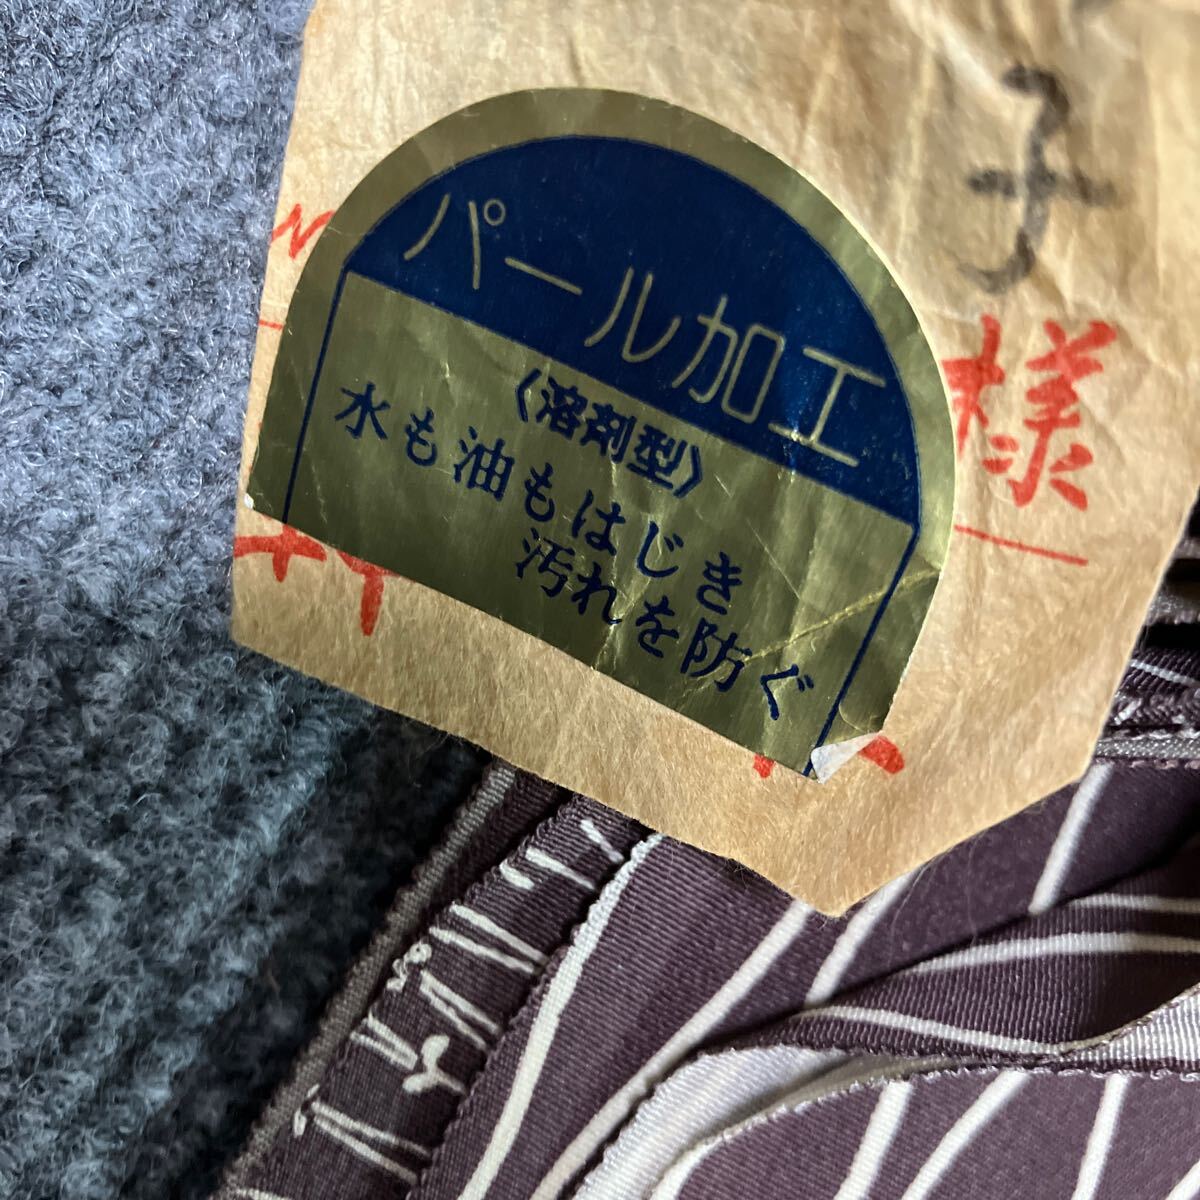 子
様
パール加工
〈溶剤型〉
水も油もはじき
汚れを防ぐ